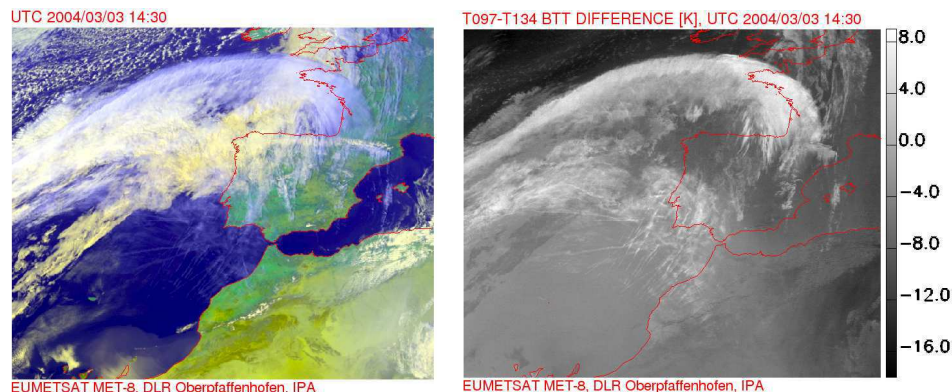 UTC 2004/03/03 14:30
EUMETSAT MET-8, DLR Oberpfaffenhofen, IPA
T097-T134 BTT DIFFERENCE [K], UTC 2004/03/03 14:30
8.0
4.0
0.0
−4.0
−8.0
−12.0
−16.0
EUMETSAT MET-8, DLR Oberpfaffenhofen, IPA